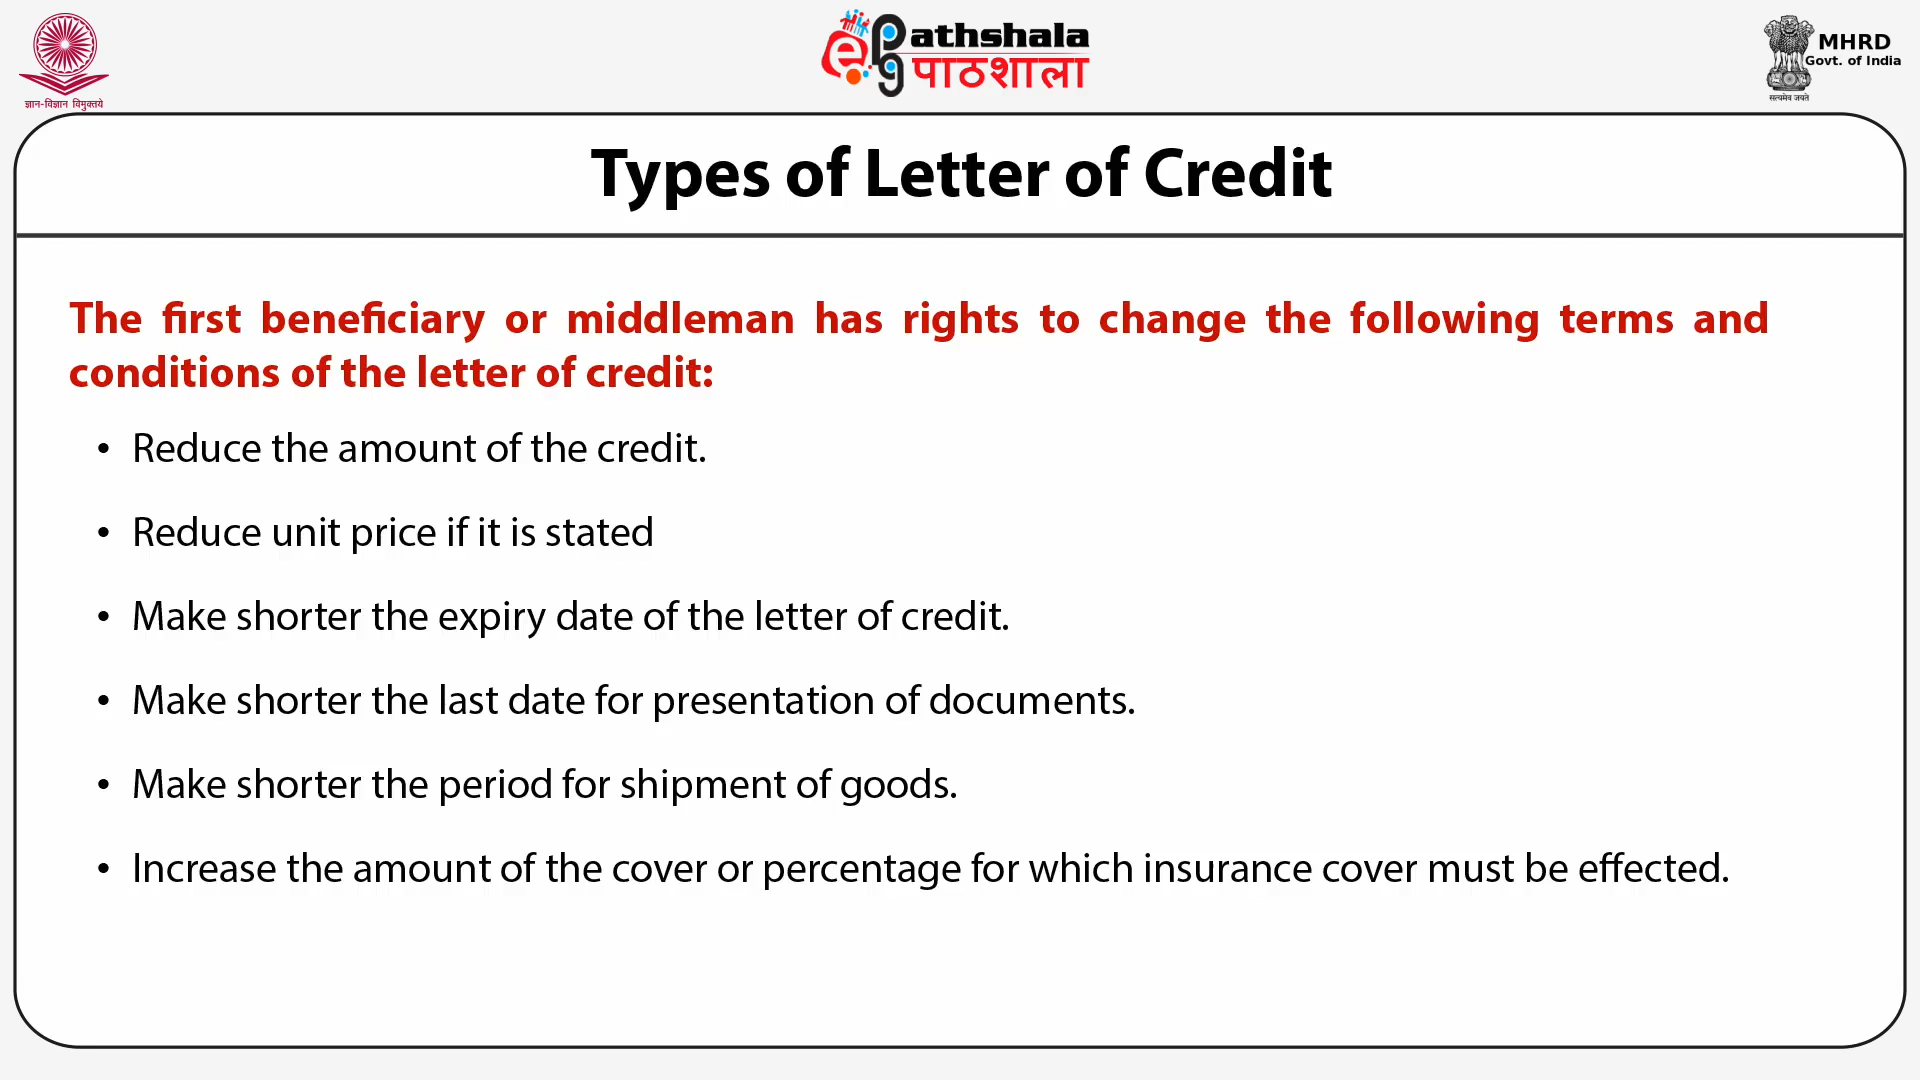 ज्ञान-विज्ञान विमुक्तये
ePathshala
पाठशाला
MHRD
Govt. of India
सत्यमेव जयते
Types of Letter of Credit
The first beneficiary or middleman has rights to change the following terms and
conditions of the letter of credit:
• Reduce the amount of the credit.
• Reduce unit price if it is stated
• Make shorter the expiry date of the letter of credit.
• Make shorter the last date for presentation of documents.
• Make shorter the period for shipment of goods.
• Increase the amount of the cover or percentage for which insurance cover must be effected.